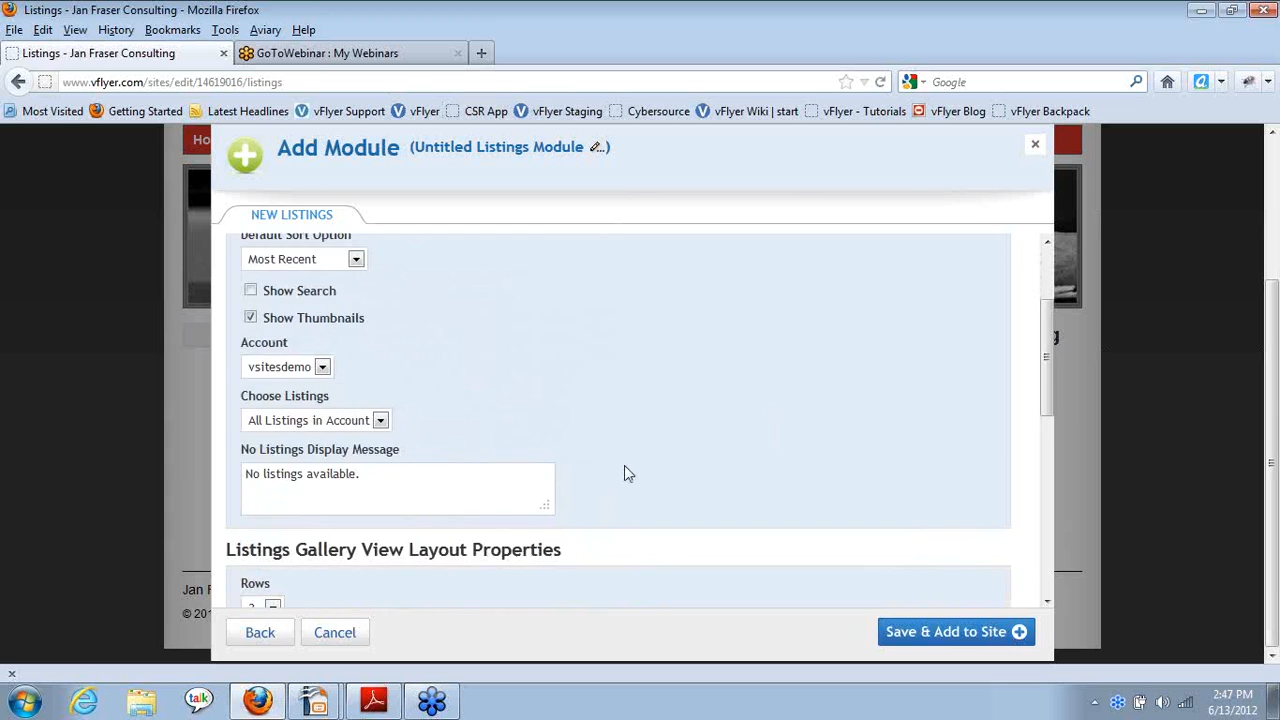 Listings - Jan Fraser Consulting - Mozilla Firefox
File Edit View History Bookmarks Tools Aviary Help
Listings - Jan Fraser Consulting × GoToWebinar : My Webinars × +
www.vflyer.com/sites/edit/14619016/listings Google
Most Visited Getting Started Latest Headlines vFlyer Support vFlyer CSR App vFlyer Staging Cybersource vFlyer Wiki | start vFlyer - Tutorials vFlyer Blog vFlyer Backpack
Add Module (Untitled Listings Module ...)
NEW LISTINGS
Default Sort Option
Most Recent
Show Search
Show Thumbnails
Account
vsitesdemo
Choose Listings
All Listings in Account
No Listings Display Message
No listings available.
Listings Gallery View Layout Properties
Rows
Jan
Back Cancel Save & Add to Site
talk
2:47 PM
6/13/2012